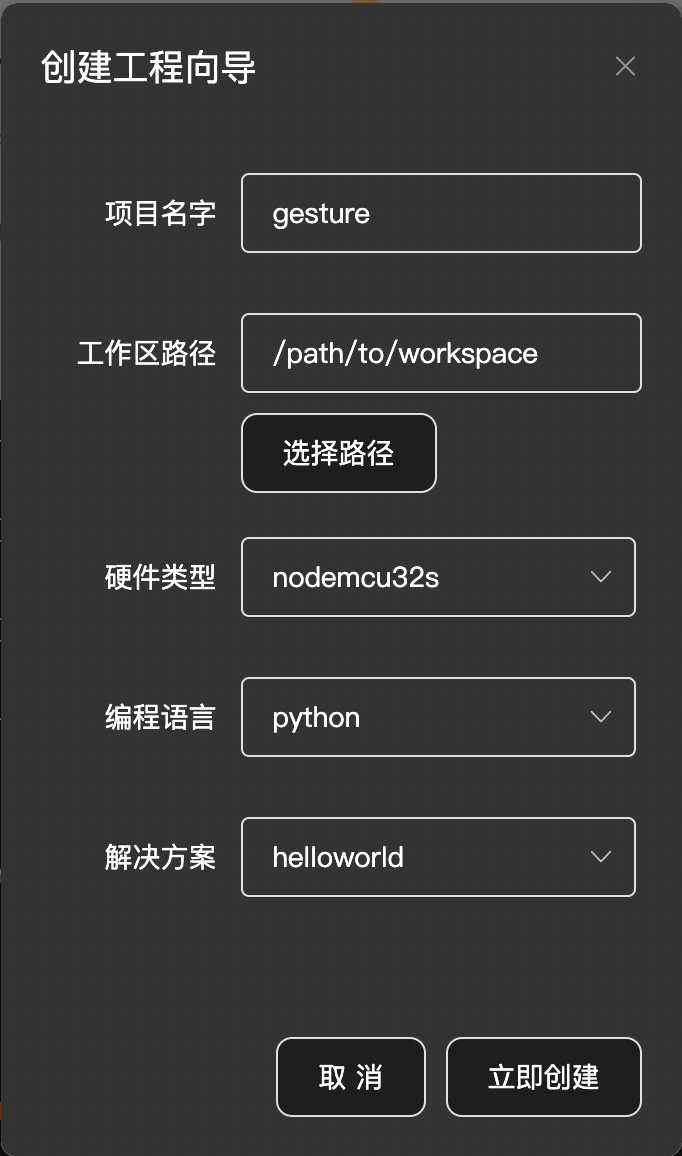 创建工程向导
项目名字 gesture
工作区路径 /path/to/workspace
选择路径
硬件类型 nodemcu32s
编程语言 python
解决方案 helloworld
取 消 立即创建